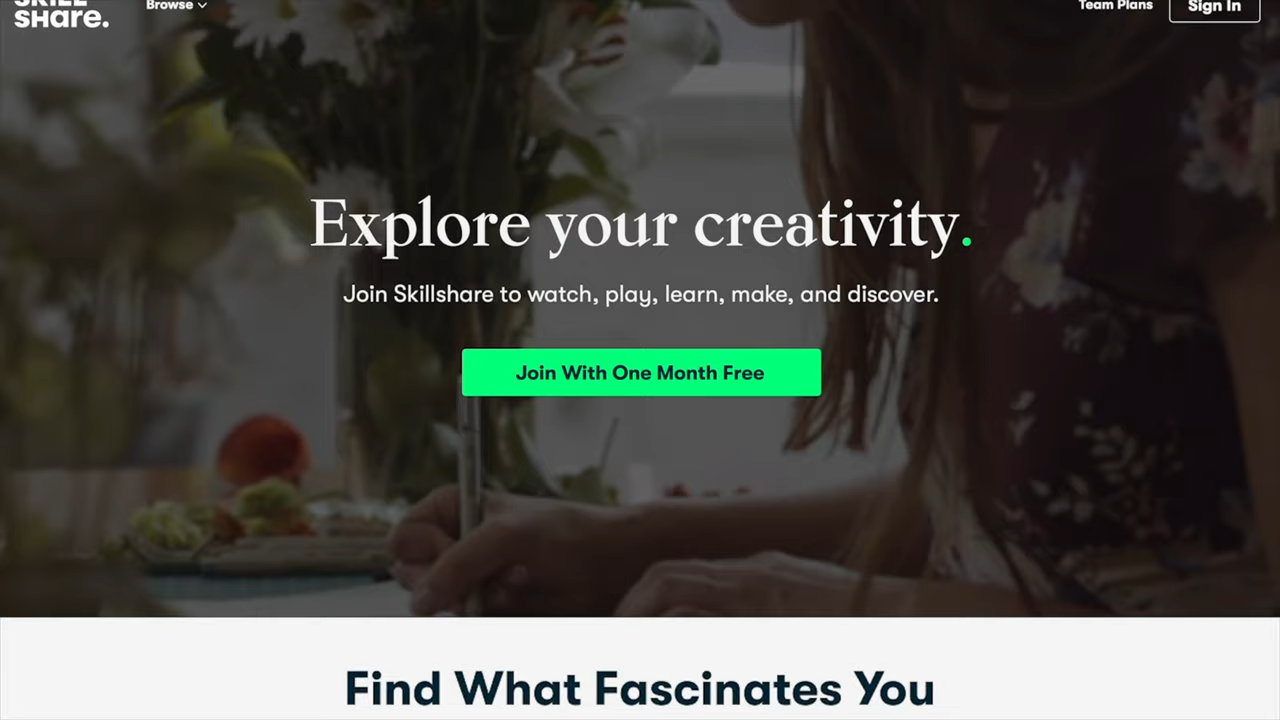 SKILL
SHare.
Browse
Team Plans
Sign In
Explore your creativity.
Join Skillshare to watch, play, learn, make, and discover.
Join With One Month Free
Find What Fascinates You